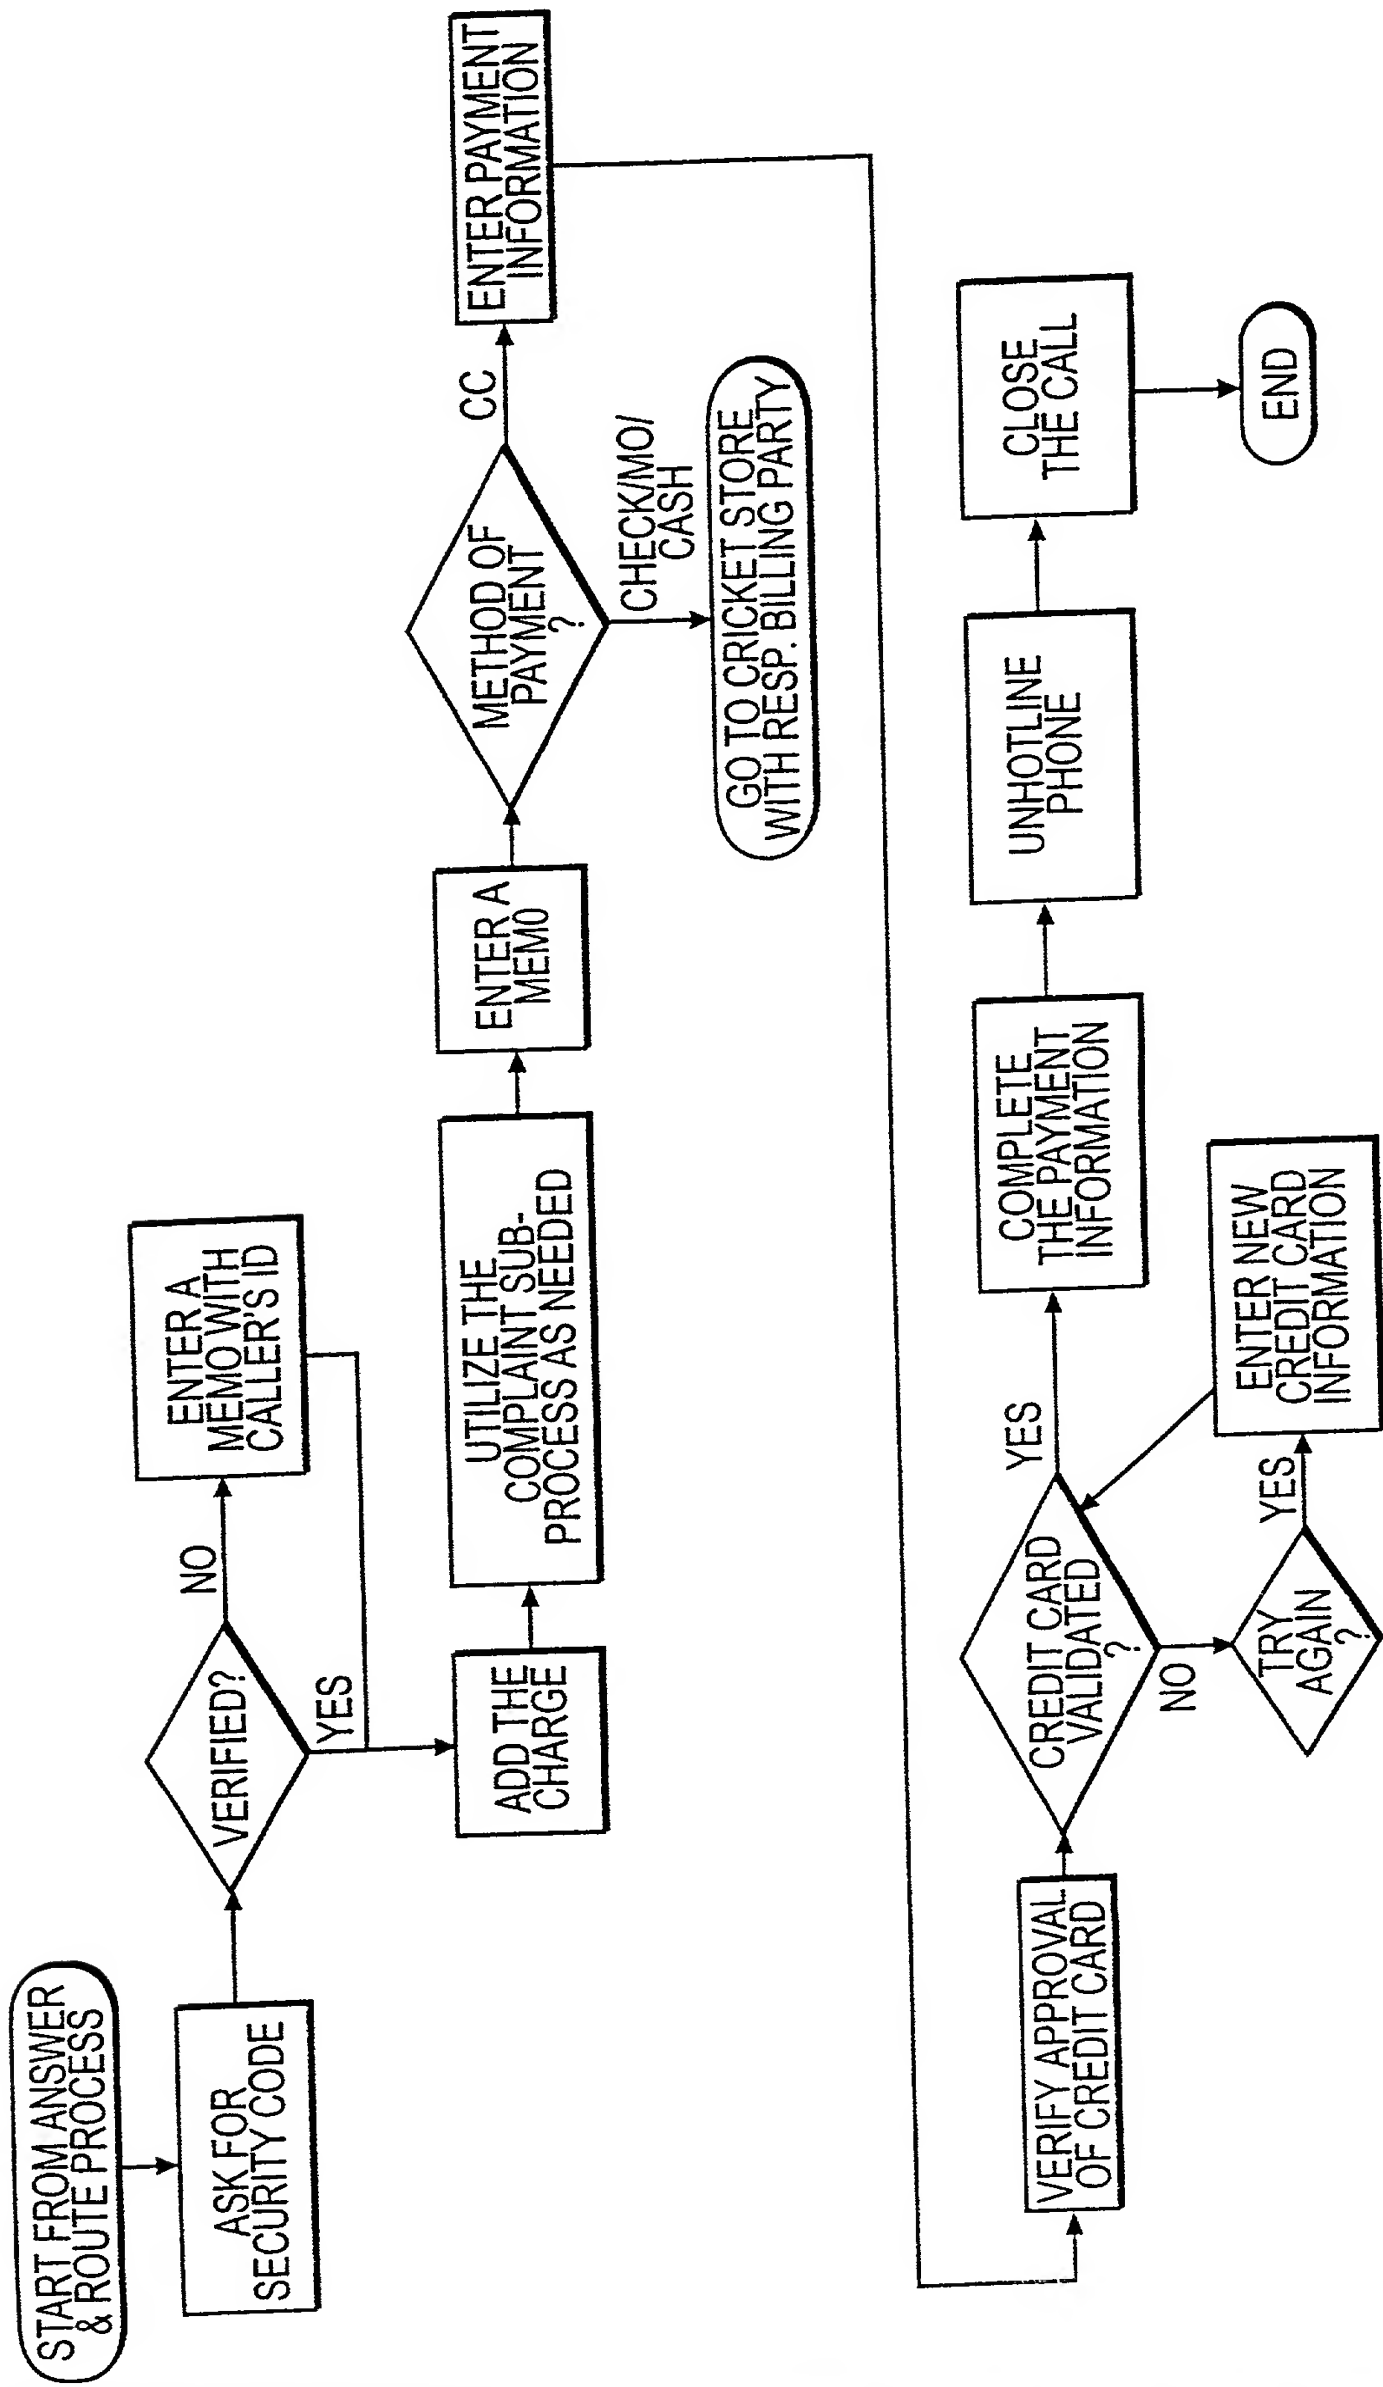 START FROM ANSWER
& ROUTE PROCESS
ASK FOR
SECURITY CODE
VERIFIED?
NO
ENTER A
MEMO WITH
CALLER'S ID
YES
ADD THE
CHARGE
UTILIZE THE
COMPLAINT SUB-
PROCESS AS NEEDED
ENTER A
MEMO
METHOD OF
PAYMENT
?
CC
ENTER PAYMENT
INFORMATION
CHECK/MO/
CASH
GO TO CRICKET STORE
WITH RESP. BILLING PARTY
VERIFY APPROVAL
OF CREDIT CARD
CREDIT CARD
VALIDATED
?
YES
COMPLETE
THE PAYMENT
INFORMATION
UNHOTLINE
PHONE
CLOSE
THE CALL
END
NO
TRY
AGAIN
?
YES
ENTER NEW
CREDIT CARD
INFORMATION